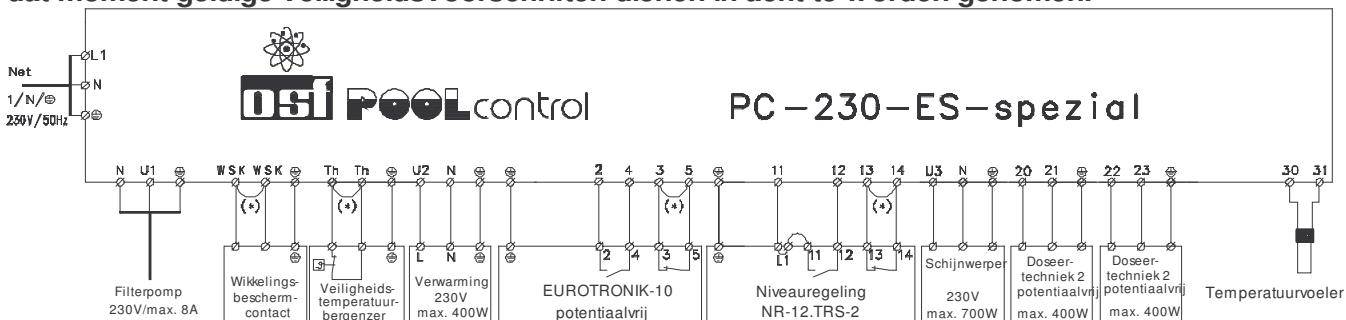 dat moment geldige veiligheidsvoorschriften dienen in acht te worden genomen.
L1
Net
N
1/N/⏚
230V/50Hz
osf POOLcontrol
PC-230-ES-spezial
N U1 WSK WSK Th Th U2 N 2 4 3 5 11 12 13 14 U3 N 20 21 22 23 30 31
(*) (*) (*) (*)
L N 2 4 3 5 L1 11 12 13 14
Filterpomp
230V/max. 8A
Wikkelings-
bescherm-
contact
Veiligheids-
temperatuur-
bergenzer
Verwarming
230V
max. 400W
EUROTRONIK-10
potentiaalvrij
Niveauregeling
NR-12.TRS-2
Schijnwerper
230V
max. 700W
Doseer-
techniek 2
potentiaalvrij
max. 400W
Doseer-
techniek 2
potentiaalvrij
max. 400W
Temperatuurvoeler